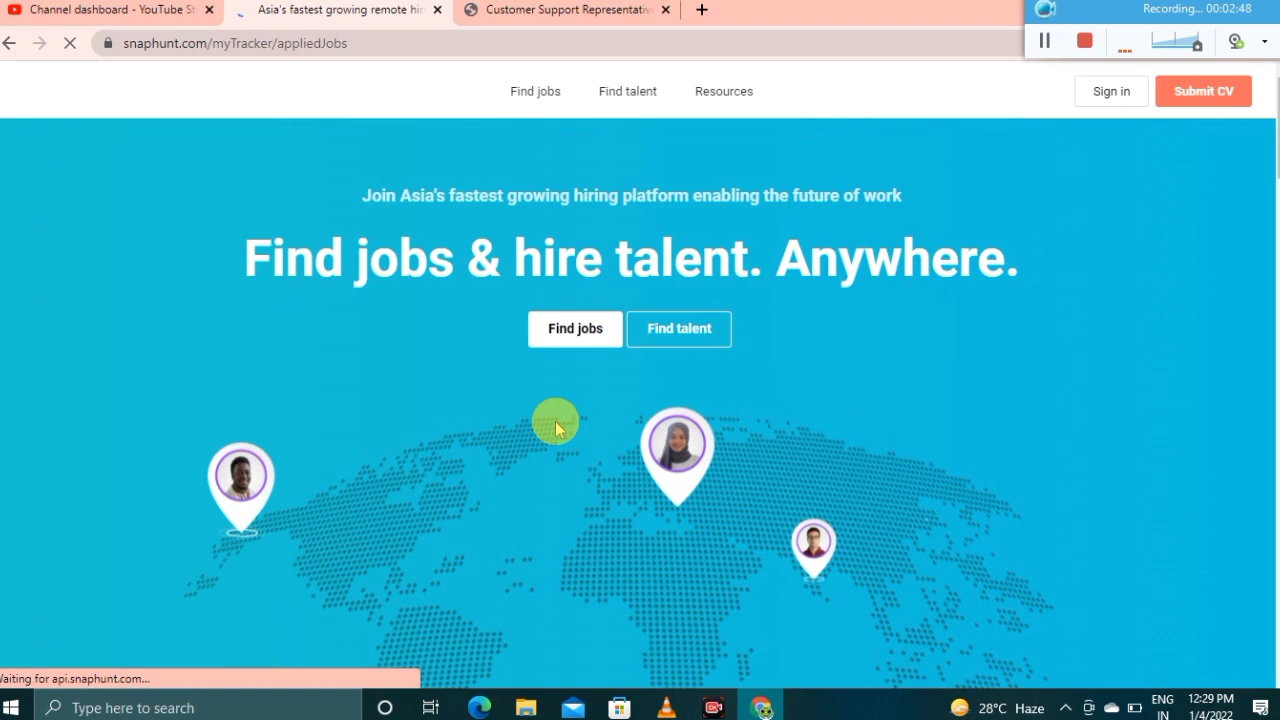 Channel dashboard - YouTube St
Asia's fastest growing remote hiri
Customer Support Representative
Recording... 00:02:48
snaphunt.com/myTracker/appliedJobs
Find jobs
Find talent
Resources
Sign in
Submit CV
Join Asia's fastest growing hiring platform enabling the future of work
Find jobs & hire talent. Anywhere.
Find jobs
Find talent
Waiting for api.snaphunt.com...
Type here to search
28°C Haze
ENG
IN
12:29 PM
1/4/2022